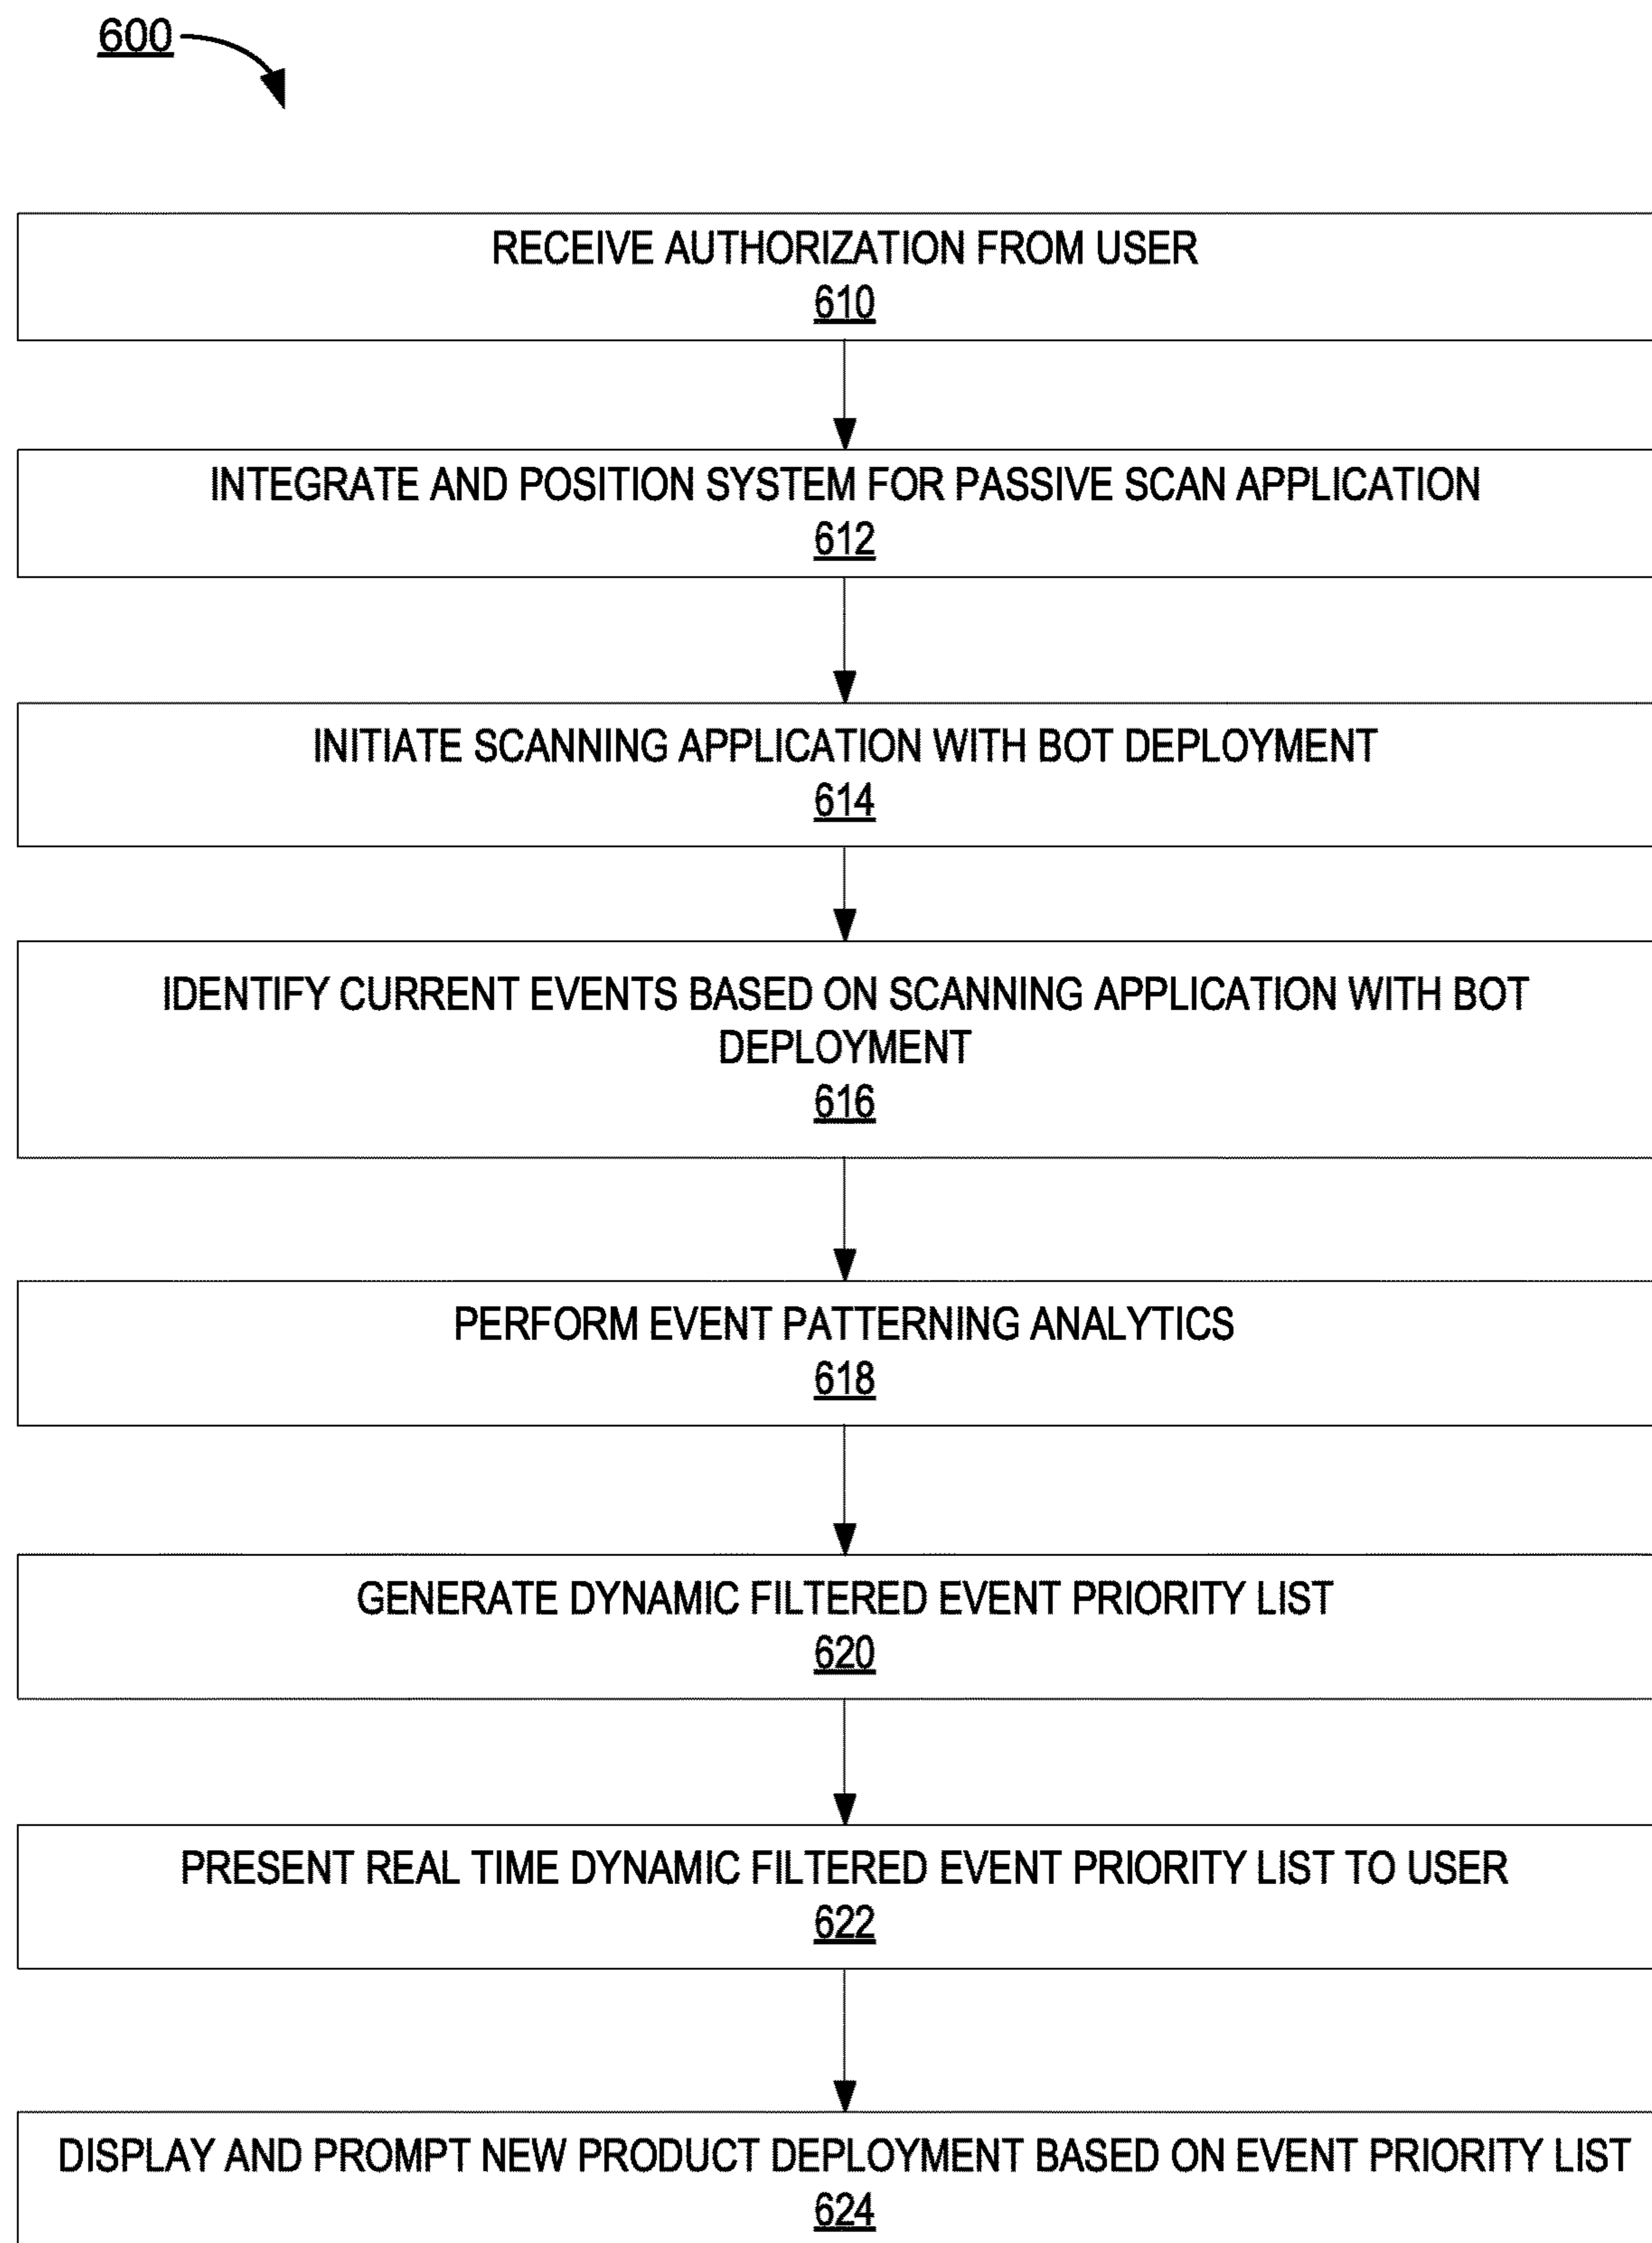 600
RECEIVE AUTHORIZATION FROM USER
610
INTEGRATE AND POSITION SYSTEM FOR PASSIVE SCAN APPLICATION
612
INITIATE SCANNING APPLICATION WITH BOT DEPLOYMENT
614
IDENTIFY CURRENT EVENTS BASED ON SCANNING APPLICATION WITH BOT
DEPLOYMENT
616
PERFORM EVENT PATTERNING ANALYTICS
618
GENERATE DYNAMIC FILTERED EVENT PRIORITY LIST
620
PRESENT REAL TIME DYNAMIC FILTERED EVENT PRIORITY LIST TO USER
622
DISPLAY AND PROMPT NEW PRODUCT DEPLOYMENT BASED ON EVENT PRIORITY LIST
624